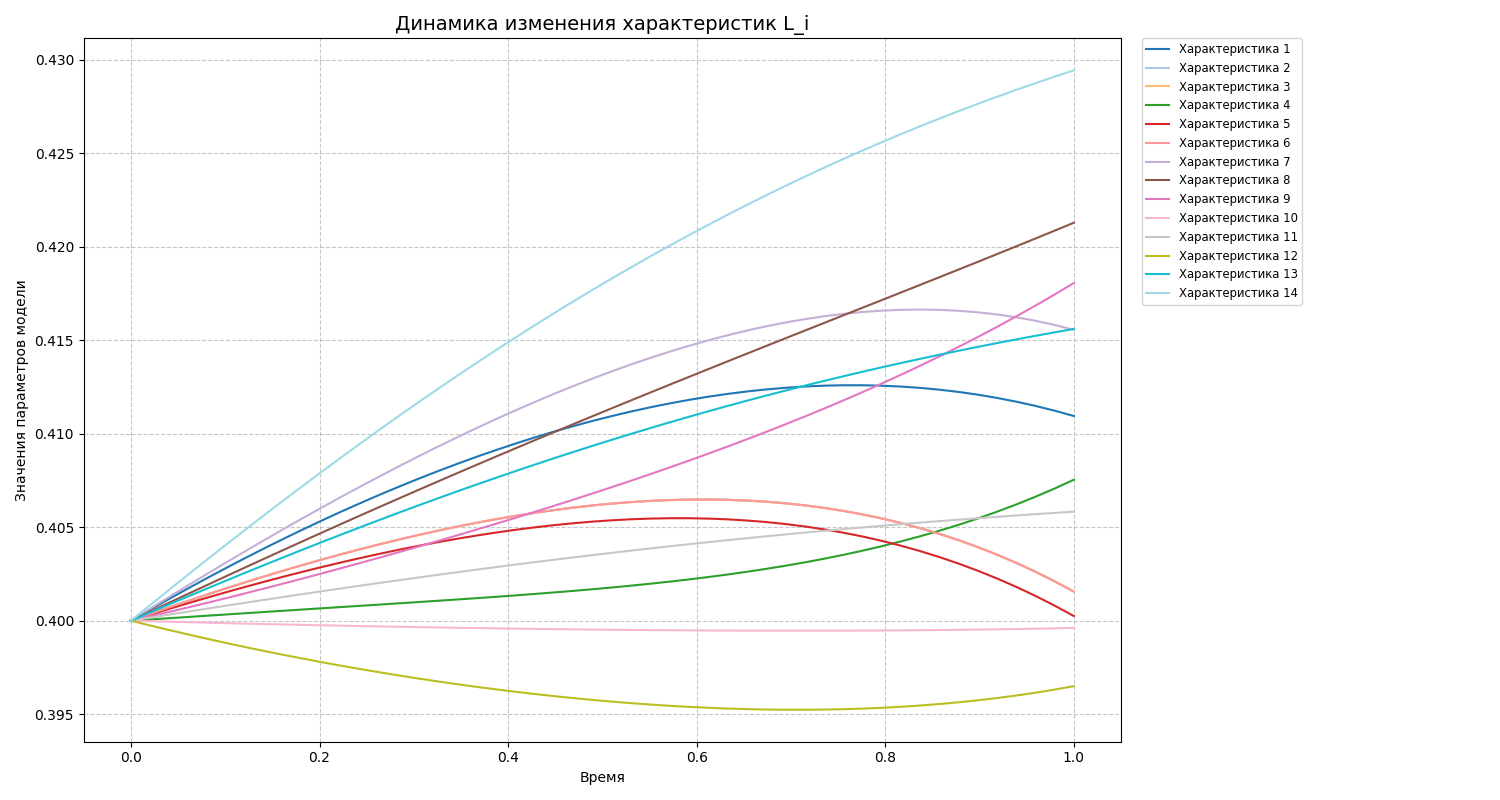 Динамика изменения характеристик L_i
0.430
0.425
0.420
0.415
0.410
0.405
0.400
0.395
Значения параметров модели
0.0 0.2 0.4 0.6 0.8 1.0
Время
Характеристика 1
Характеристика 2
Характеристика 3
Характеристика 4
Характеристика 5
Характеристика 6
Характеристика 7
Характеристика 8
Характеристика 9
Характеристика 10
Характеристика 11
Характеристика 12
Характеристика 13
Характеристика 14